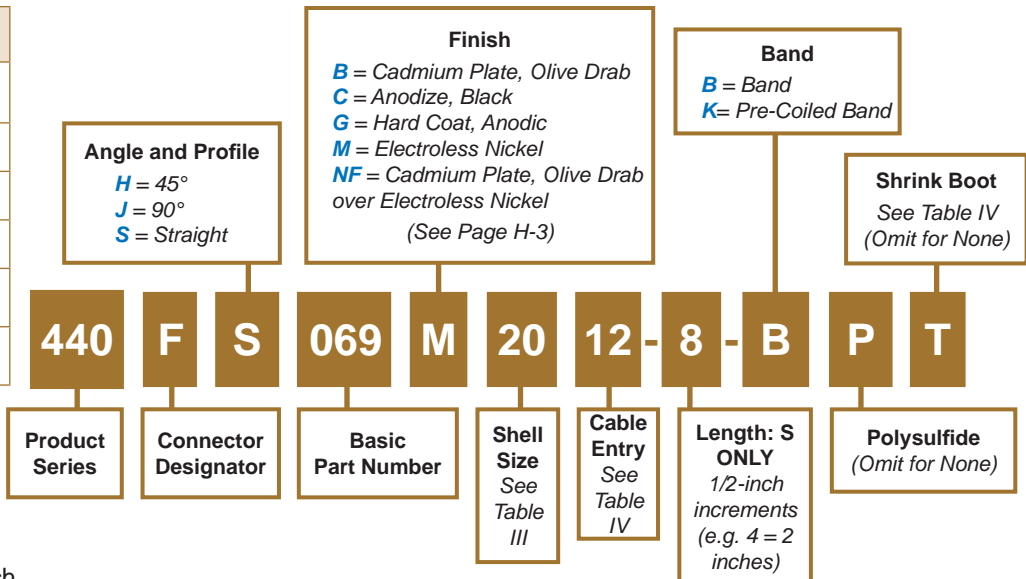 Finish
B = Cadmium Plate, Olive Drab
C = Anodize, Black
G = Hard Coat, Anodic
M = Electroless Nickel
NF = Cadmium Plate, Olive Drab
over Electroless Nickel
(See Page H-3)
Band
B = Band
K= Pre-Coiled Band
Angle and Profile
H = 45°
J = 90°
S = Straight
Shrink Boot
See Table IV
(Omit for None)
440 F S 069 M 20 12 - 8 - B P T
Product
Series
Connector
Designator
Basic
Part Number
Shell
Size
See
Table
III
Cable
Entry
See
Table
IV
Length: S
ONLY
1/2-inch
increments
(e.g. 4 = 2
inches)
Polysulfide
(Omit for None)